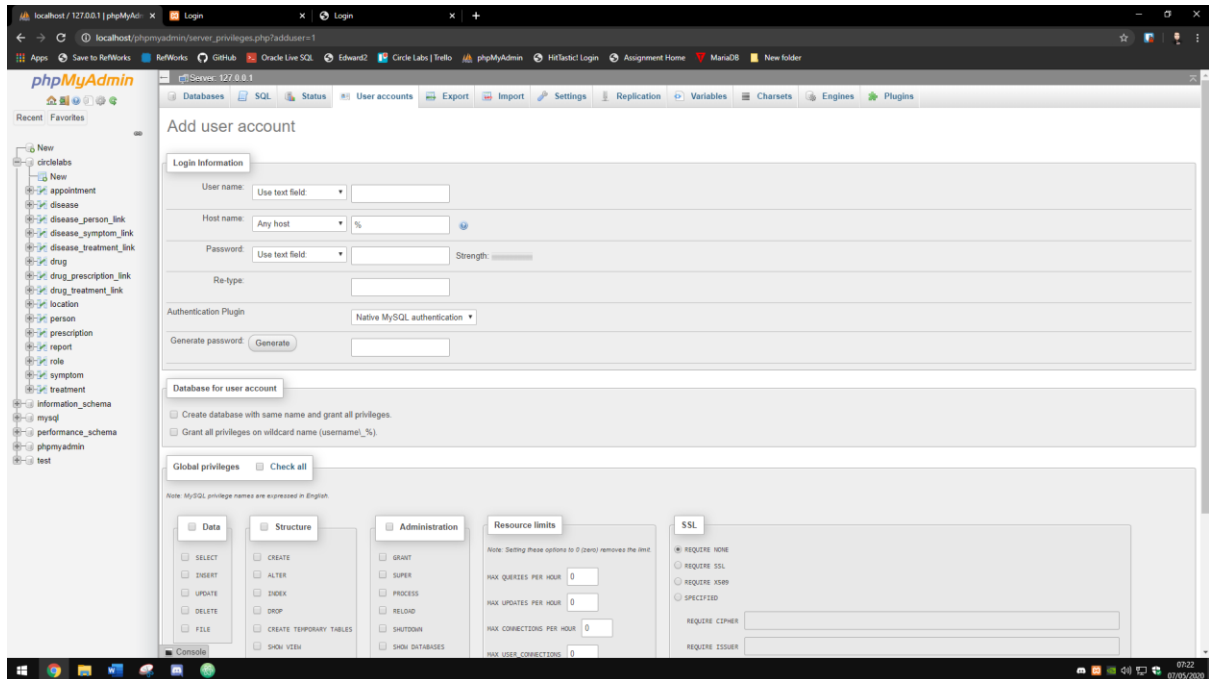 localhost / 127.0.0.1 | phpMyAdm
Login
Login
localhost/phpmyadmin/server_privileges.php?adduser=1
Apps Save to RefWorks RefWorks GitHub Oracle Live SQL Edward2 Circle Labs | Trello phpMyAdmin HitTastic! Login Assignment Home MariaDB New folder
phpMyAdmin
Recent Favorites
New
circlelabs
New
appointment
disease
disease_person_link
disease_symptom_link
disease_treatment_link
drug
drug_prescription_link
drug_treatment_link
location
person
prescription
report
role
symptom
treatment
information_schema
mysql
performance_schema
phpmyadmin
test
Server: 127.0.0.1
Databases SQL Status User accounts Export Import Settings Replication Variables Charsets Engines Plugins
Add user account
Login Information
User name: Use text field:
Host name: Any host %
Password: Use text field: Strength:
Re-type:
Authentication Plugin Native MySQL authentication
Generate password: Generate
Database for user account
Create database with same name and grant all privileges.
Grant all privileges on wildcard name (username\_%).
Global privileges Check all
Note: MySQL privilege names are expressed in English.
Data
SELECT
INSERT
UPDATE
DELETE
FILE
Structure
CREATE
ALTER
INDEX
DROP
CREATE TEMPORARY TABLES
SHOW VIEW
Administration
GRANT
SUPER
PROCESS
RELOAD
SHUTDOWN
SHOW DATABASES
Resource limits
Note: Setting these options to 0 (zero) removes the limit.
MAX QUERIES PER HOUR 0
MAX UPDATES PER HOUR 0
MAX CONNECTIONS PER HOUR 0
MAX USER_CONNECTIONS 0
SSL
REQUIRE NONE
REQUIRE SSL
REQUIRE X509
SPECIFIED
REQUIRE CIPHER
REQUIRE ISSUER
Console
07:22
07/05/2020